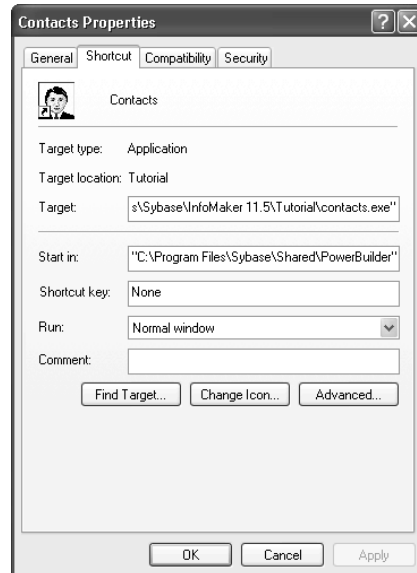 Contacts Properties
General Shortcut Compatibility Security
Contacts
Target type: Application
Target location: Tutorial
Target: s\Sybase\InfoMaker 11.5\Tutorial\contacts.exe"
Start in: "C:\Program Files\Sybase\Shared\PowerBuilder"
Shortcut key: None
Run: Normal window
Comment:
Find Target... Change Icon... Advanced...
OK Cancel Apply